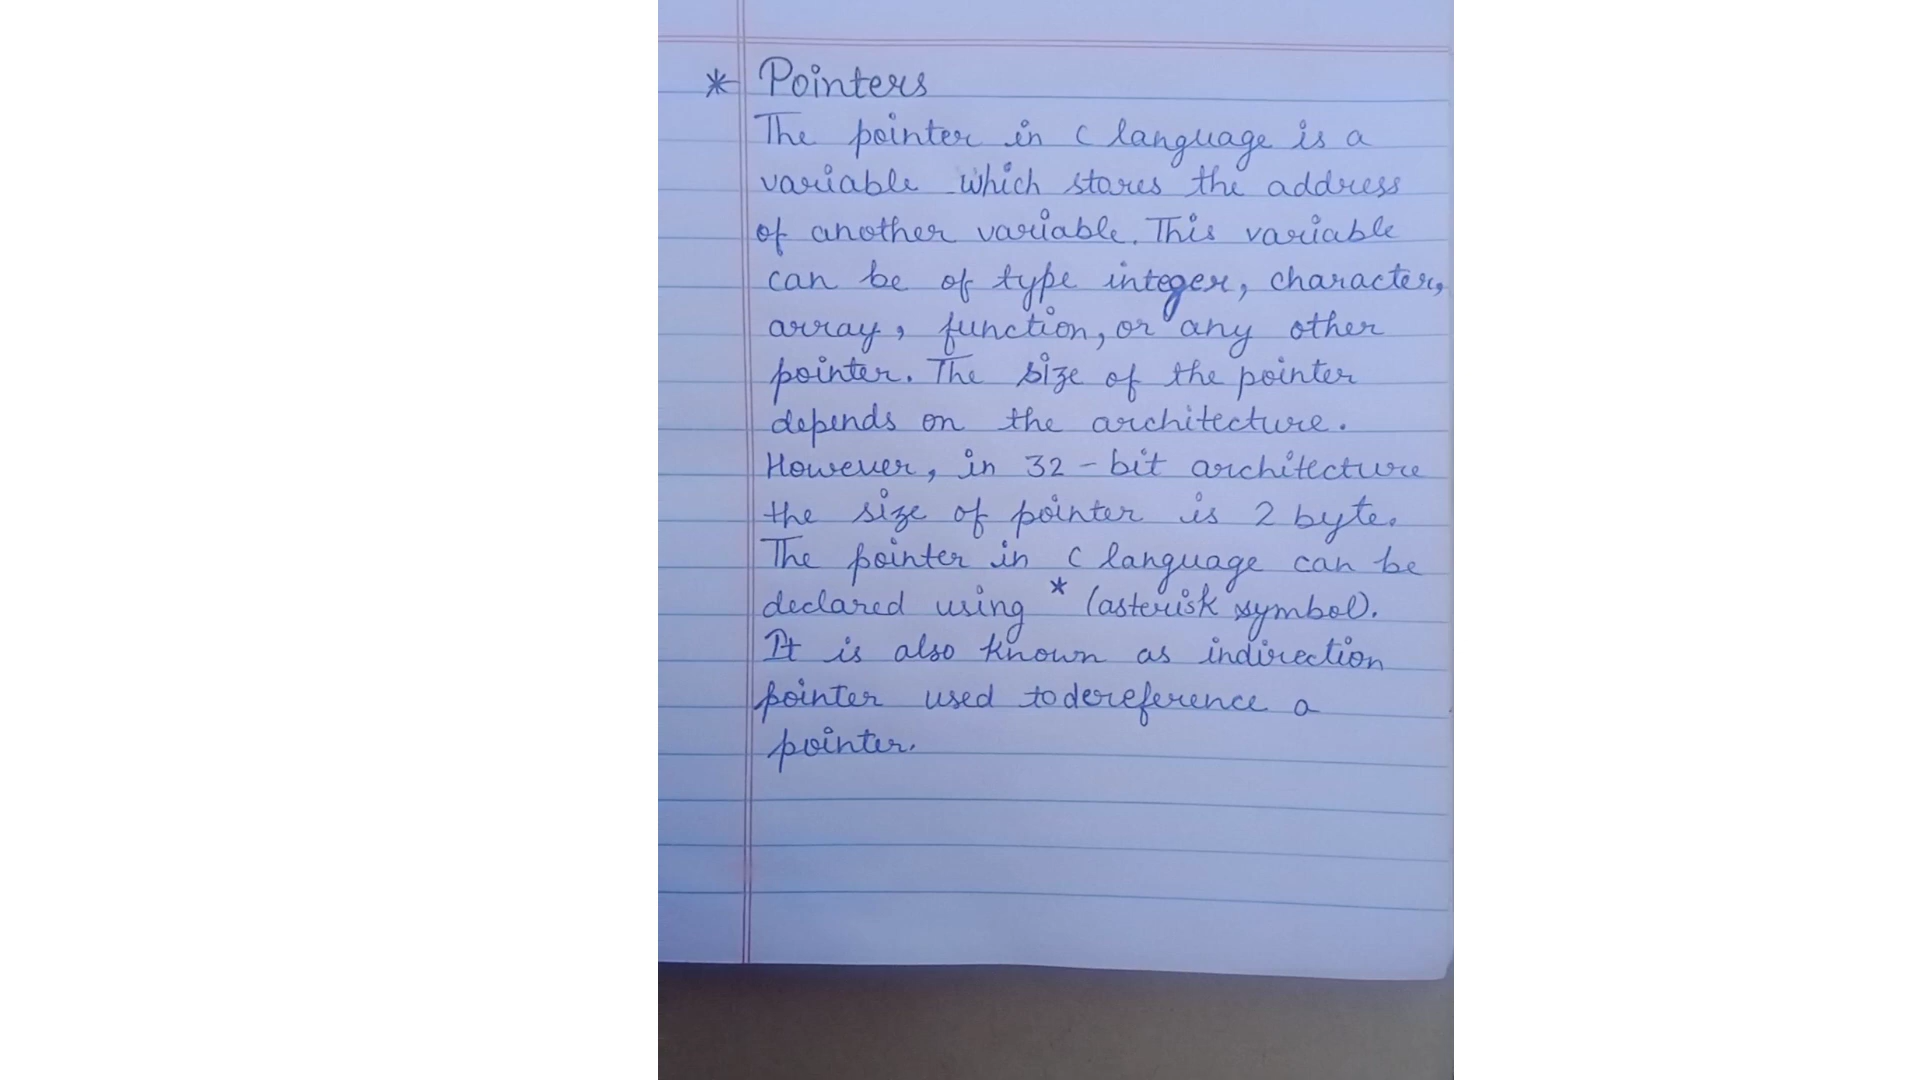 * Pointers
The pointer in C language is a
variable which stores the address
of another variable. This variable
can be of type integer, character,
array, function, or any other
pointer. The size of the pointer
depends on the architecture.
However, in 32-bit architecture
the size of pointer is 2 byte.
The pointer in C language can be
declared using * (asterisk symbol).
It is also known as indirection
pointer used to dereference a
pointer.